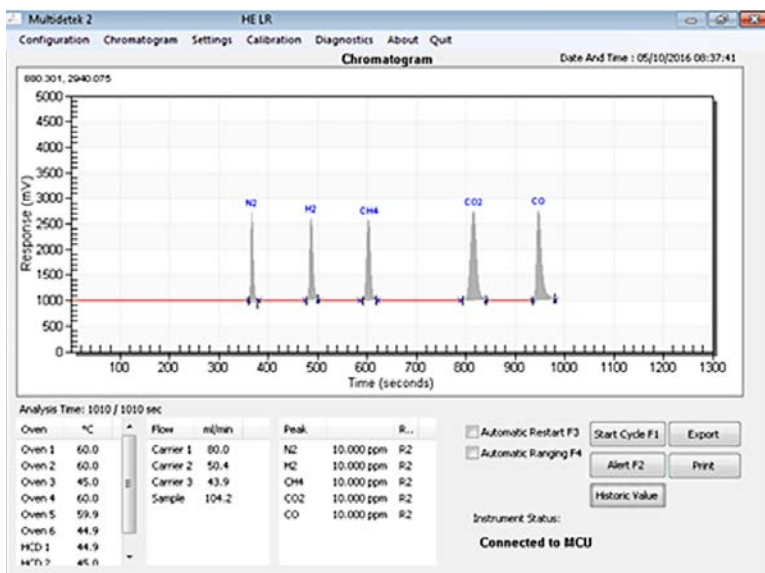 Multidetek 2 HE LR
Configuration Chromatogram Settings Calibration Diagnostics About Quit
Chromatogram Date And Time : 05/10/2016 08:37:41
880.301, 2940.075
Response (mV)
5000
4000
3500
3000
2500
2000
1500
1000
500
0
N2 H2 CH4 CO2 CO
100 200 300 400 500 600 700 800 900 1000 1100 1200 1300
Time (seconds)
Analysis Time: 1010 / 1010 sec
Oven °C Flow ml/min Peak R..
Oven 1 60.0 Carrier 1 80.0 N2 10.000 ppm R2
Oven 2 60.0 Carrier 2 50.4 H2 10.000 ppm R2
Oven 3 45.0 Carrier 3 43.9 CH4 10.000 ppm R2
Oven 4 60.0 Sample 104.2 CO2 10.000 ppm R2
Oven 5 59.9 CO 10.000 ppm R2
Oven 6 44.9
HCD 1 44.9
HCD 2 45.0
Automatic Restart F3 Start Cycle F1 Export
Automatic Ranging F4 Alert F2 Print
Historic Value
Instrument Status:
Connected to MCU